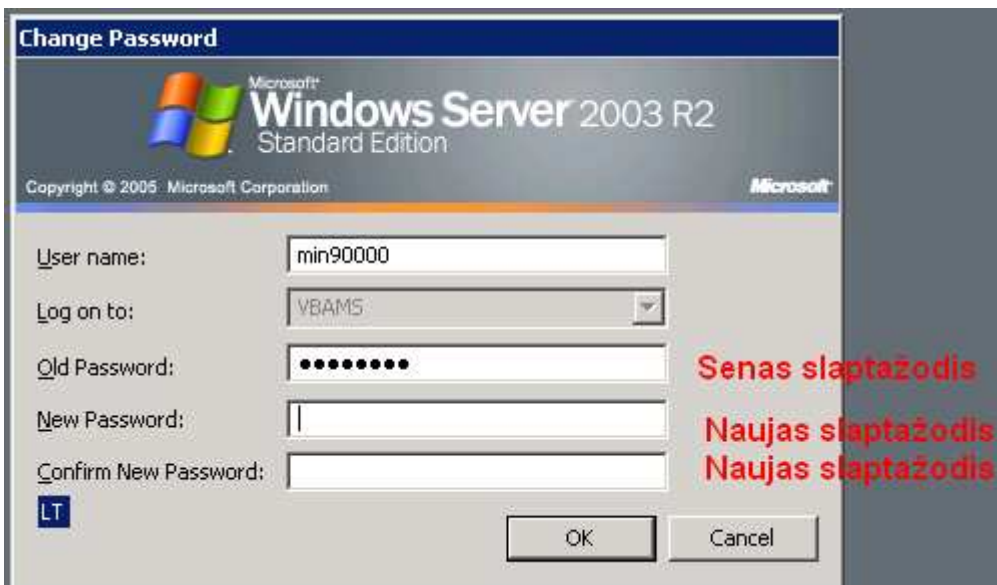 Change Password
Microsoft
Windows Server 2003 R2
Standard Edition
Copyright © 2005 Microsoft Corporation Microsoft
User name: min90000
Log on to: VBAMS
Old Password: •••••••• Senas slaptažodis
New Password: Naujas slaptažodis
Confirm New Password: Naujas slaptažodis
LT
OK Cancel